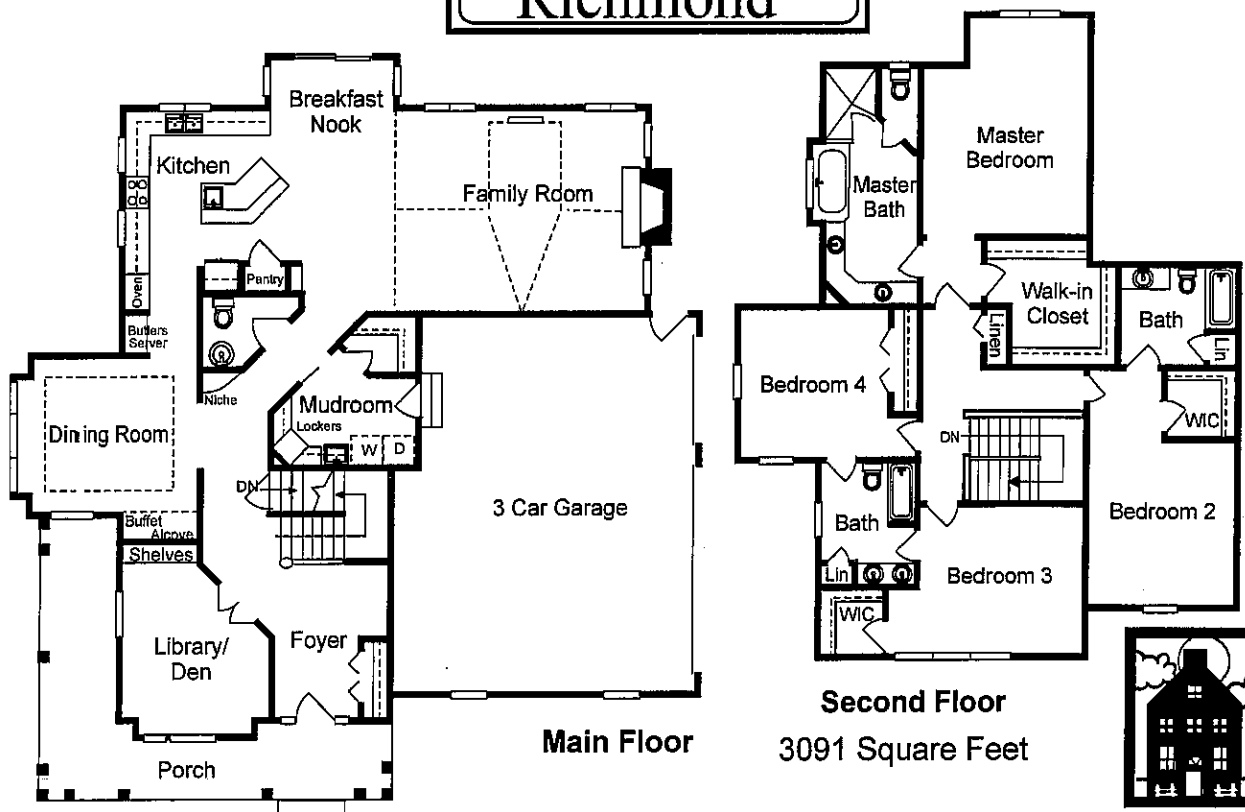 Richmond
Breakfast
Nook
Kitchen
Family Room
Pantry
Oven
Butlers
Server
Niche
Mudroom
Lockers
W D
Dining Room
DN
3 Car Garage
Buffet
Alcove
Shelves
Library/
Den
Foyer
Porch
Main Floor
Master
Bedroom
Master
Bath
Walk-in
Closet
Linen
Bath
Lin
Bedroom 4
WIC
DN
Bedroom 2
Bath
Lin
Bedroom 3
WIC
Second Floor
3091 Square Feet